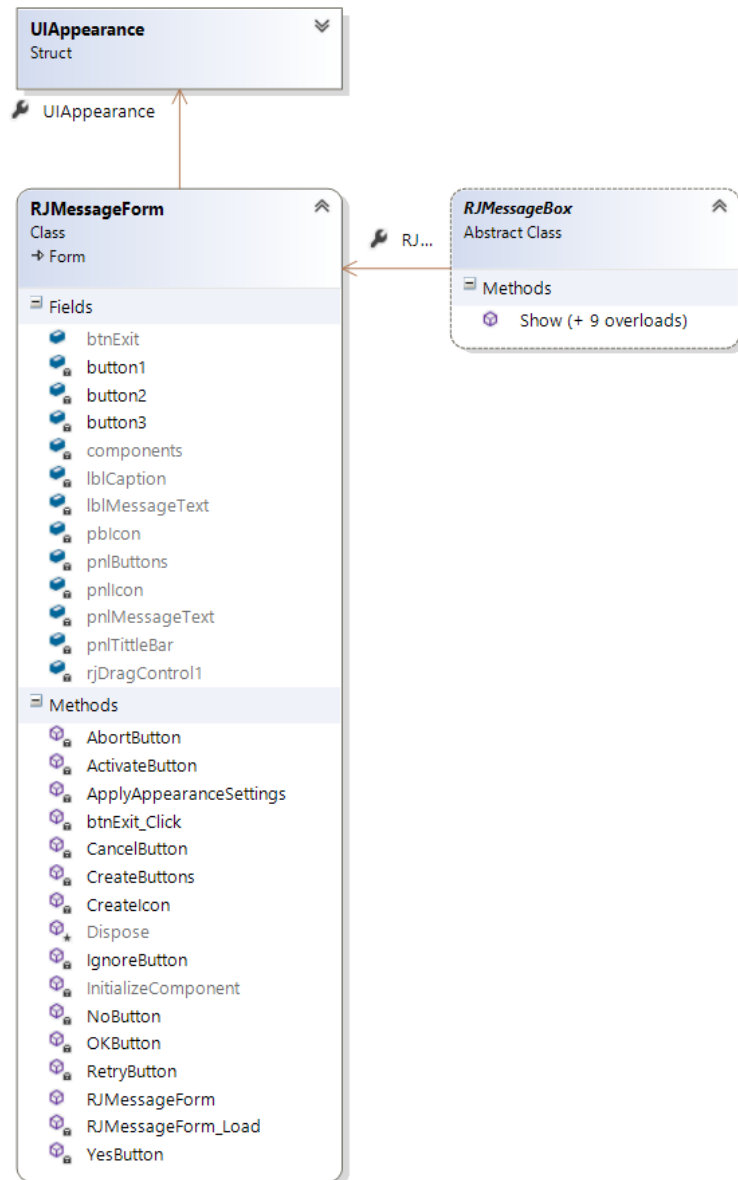 UIAppearance
Struct
UIAppearance
RJMessageForm
Class
Form
Fields
btnExit
button1
button2
button3
components
lblCaption
lblMessageText
pbIcon
pnlButtons
pnlIcon
pnlMessageText
pnlTittleBar
rjDragControl1
Methods
AbortButton
ActivateButton
ApplyAppearanceSettings
btnExit_Click
CancelButton
CreateButtons
CreateIcon
Dispose
IgnoreButton
InitializeComponent
NoButton
OKButton
RetryButton
RJMessageForm
RJMessageForm_Load
YesButton
RJ...
RJMessageBox
Abstract Class
Methods
Show (+ 9 overloads)